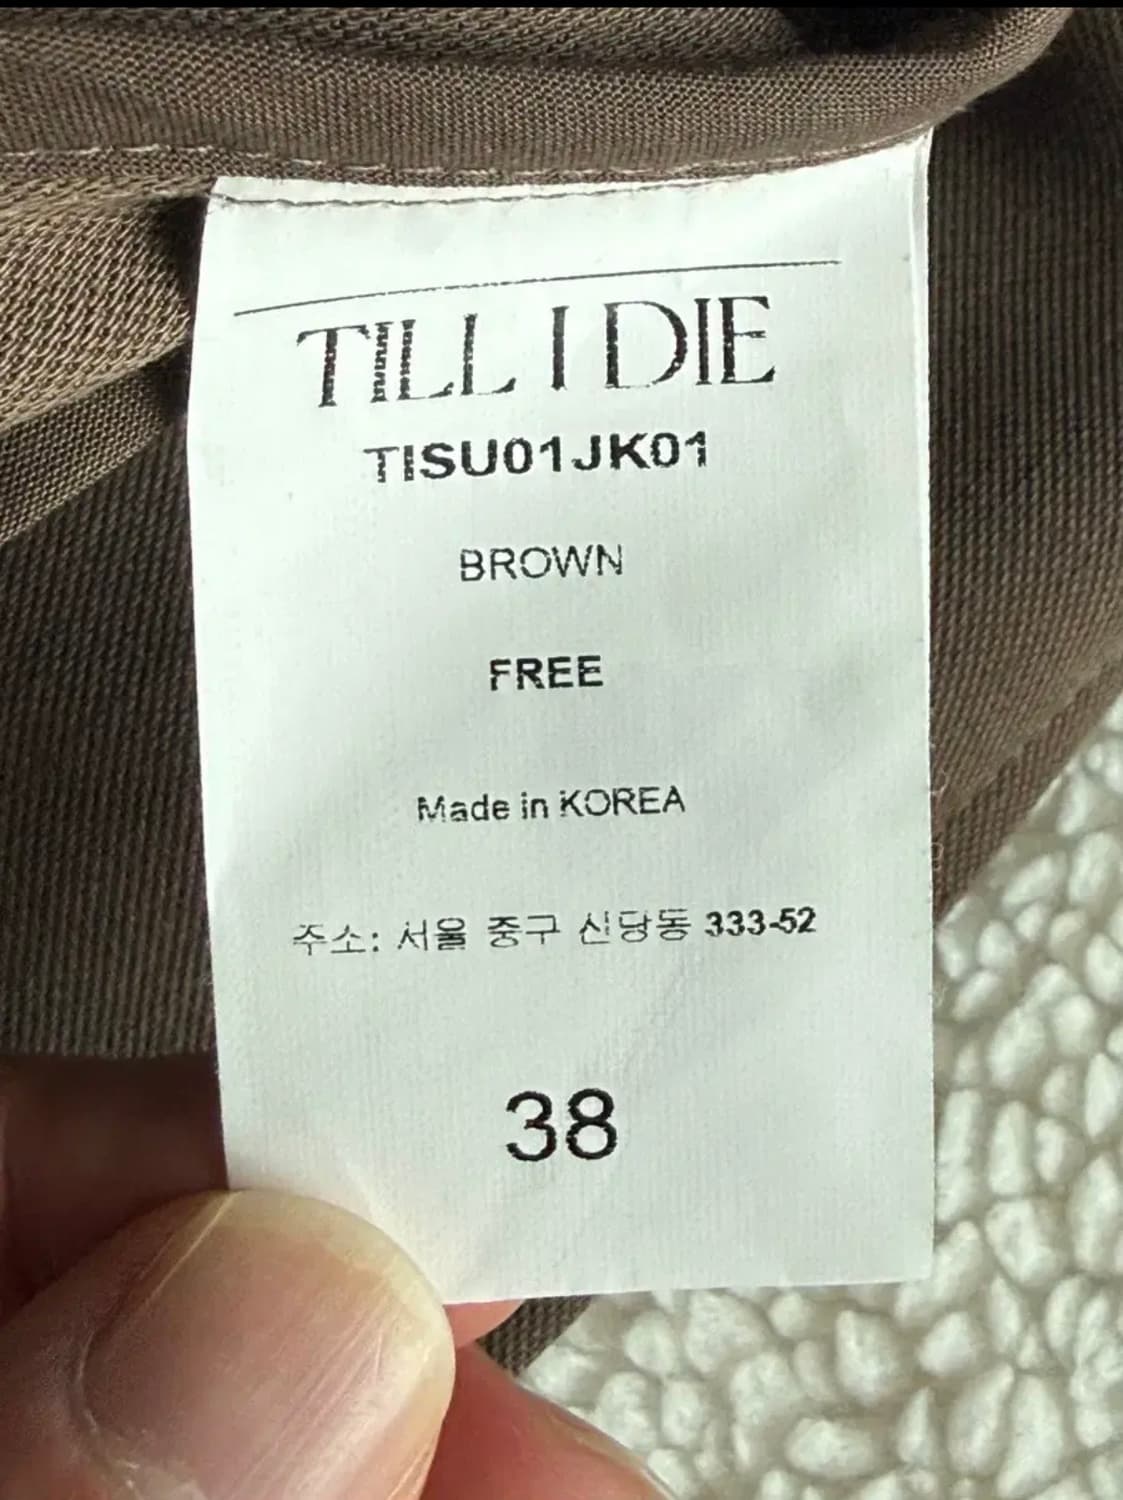 TILL I DIE
TISU01JK01
BROWN
FREE
Made in KOREA
주소: 서울 중구 신당동 333-52
38